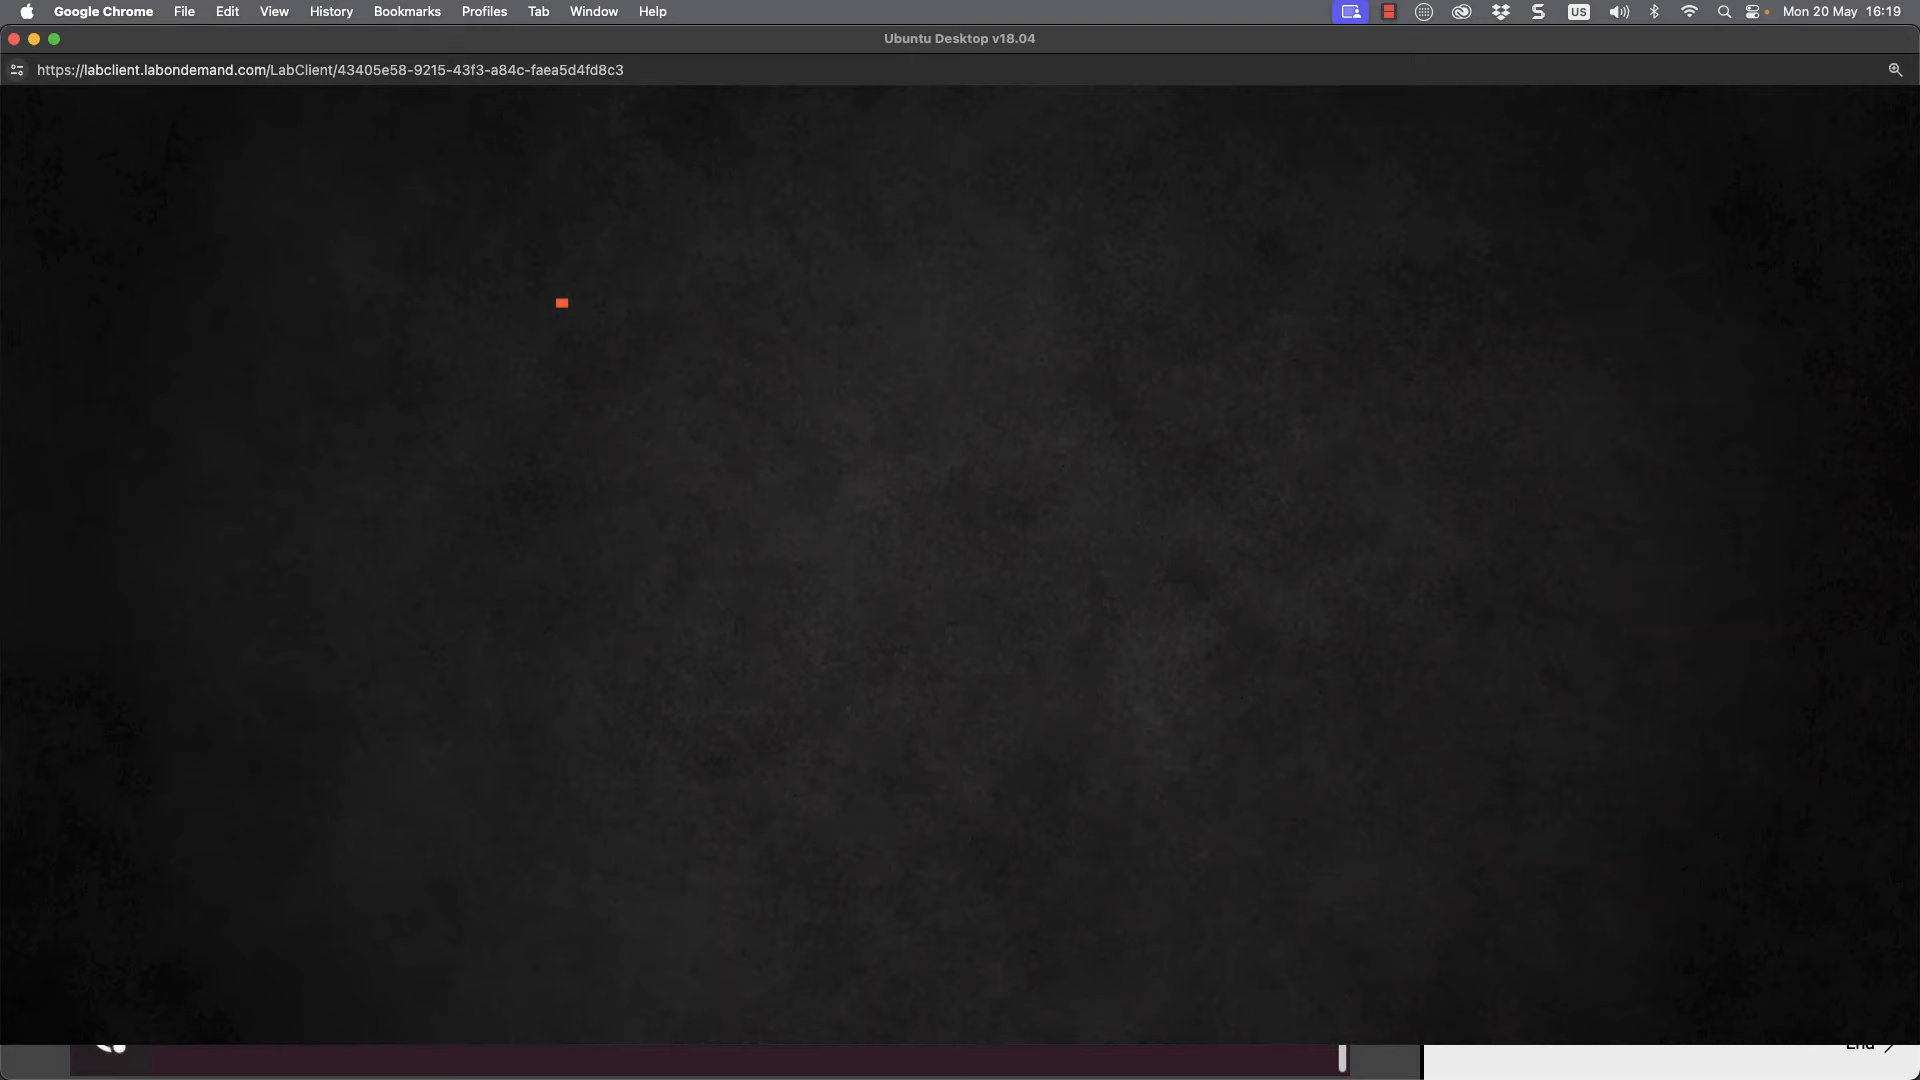 Google Chrome File Edit View History Bookmarks Profiles Tab Window Help US Mon 20 May 16:19
Ubuntu Desktop v18.04
https://labclient.labondemand.com/LabClient/43405e58-9215-43f3-a84c-faea5d4fd8c3
End